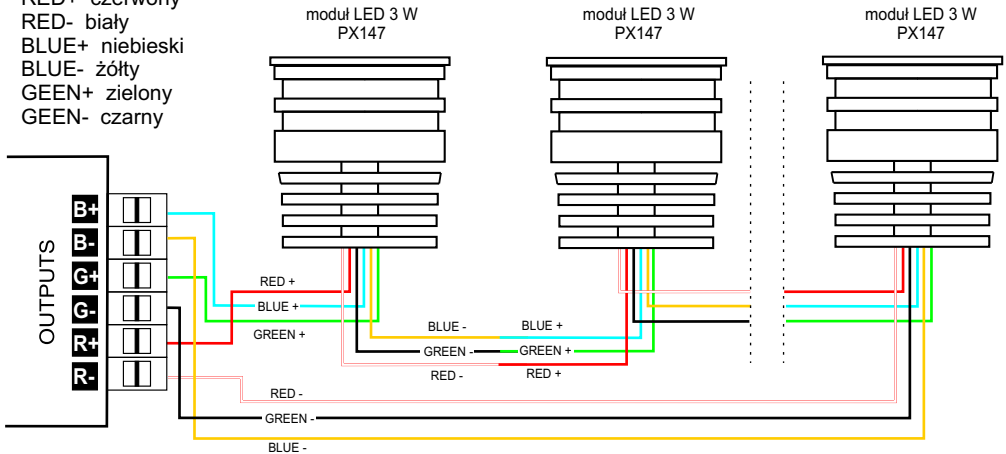 RED+ czerwony
RED- biały
BLUE+ niebieski
BLUE- żółty
GEEN+ zielony
GEEN- czarny
moduł LED 3 W
PX147
moduł LED 3 W
PX147
moduł LED 3 W
PX147
OUTPUTS
B+
B-
G+
G-
R+
R-
RED +
BLUE +
GREEN +
BLUE -
BLUE +
GREEN -
GREEN +
RED -
RED +
RED -
GREEN -
BLUE -